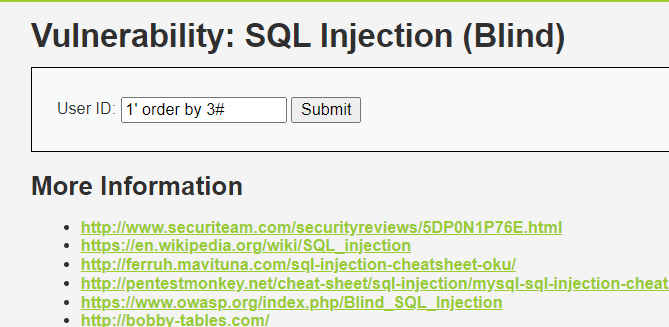 Vulnerability: SQL Injection (Blind)
User ID: 1' order by 3# Submit
More Information
http://www.securiteam.com/securityreviews/5DP0N1P76E.html
https://en.wikipedia.org/wiki/SQL_injection
http://ferruh.mavituna.com/sql-injection-cheatsheet-oku/
http://pentestmonkey.net/cheat-sheet/sql-injection/mysql-sql-injection-cheat
https://www.owasp.org/index.php/Blind_SQL_Injection
http://bobby-tables.com/